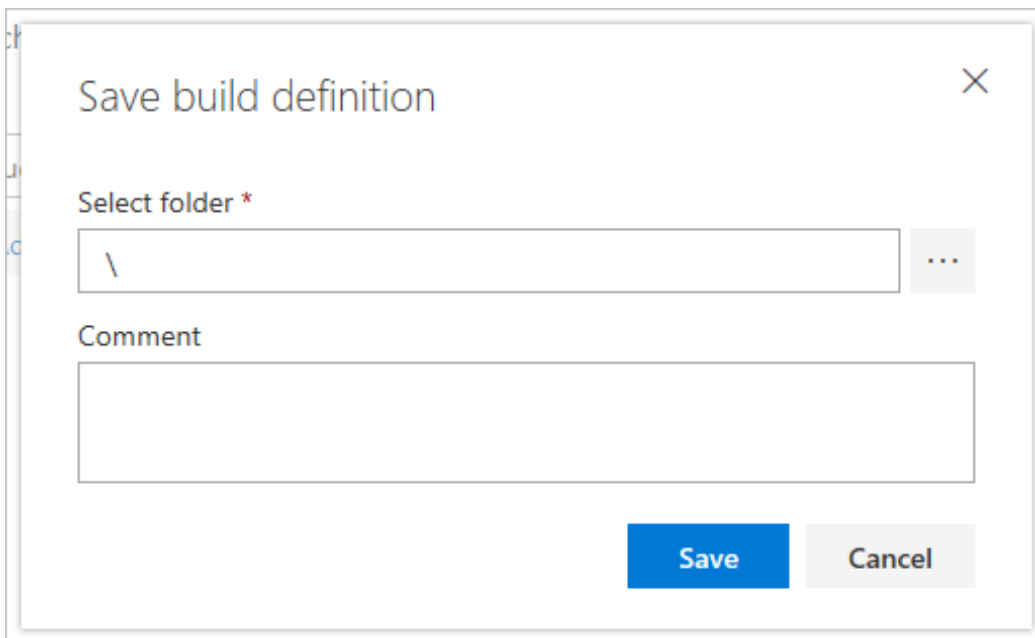 Save build definition
Select folder *
\
...
Comment
Save
Cancel